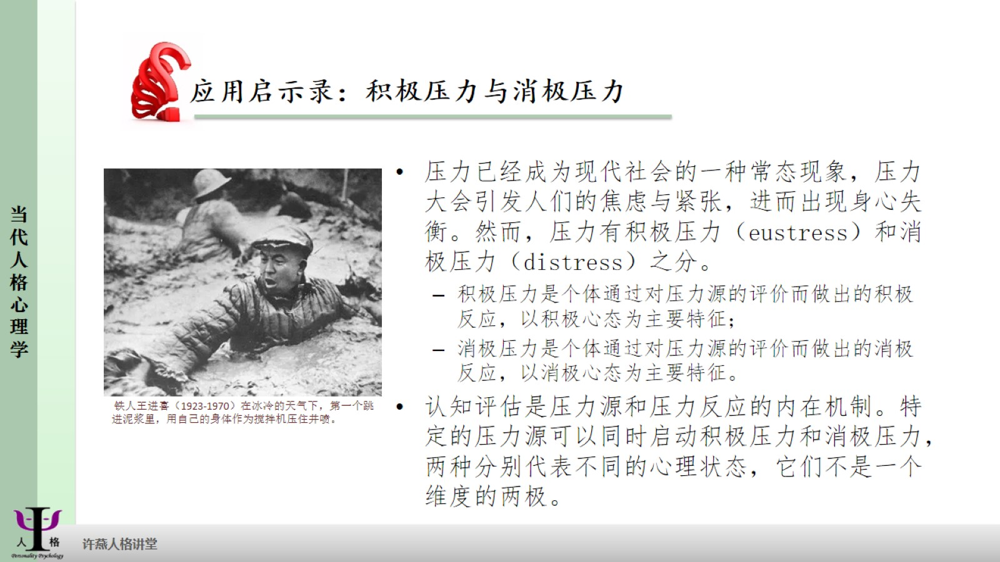 应用启示录：积极压力与消极压力
• 压力已经成为现代社会的一种常态现象，压力
大会引发人们的焦虑与紧张，进而出现身心失
衡。然而，压力有积极压力（eustress）和消
极压力（distress）之分。
– 积极压力是个体通过对压力源的评价而做出的积极
反应，以积极心态为主要特征；
– 消极压力是个体通过对压力源的评价而做出的消极
反应，以消极心态为主要特征。
• 认知评估是压力源和压力反应的内在机制。特
定的压力源可以同时启动积极压力和消极压力，
两种分别代表不同的心理状态，它们不是一个
维度的两极。
铁人王进喜（1923-1970）在冰冷的天气下，第一个跳
进泥浆里，用自己的身体作为搅拌机压住井喷。
当代人格心理学
人格
Personality Psychology
许燕人格讲堂